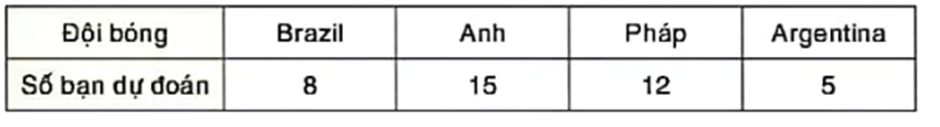 Đội bóng Brazil Anh Pháp Argentina
Số bạn dự đoán 8 15 12 5